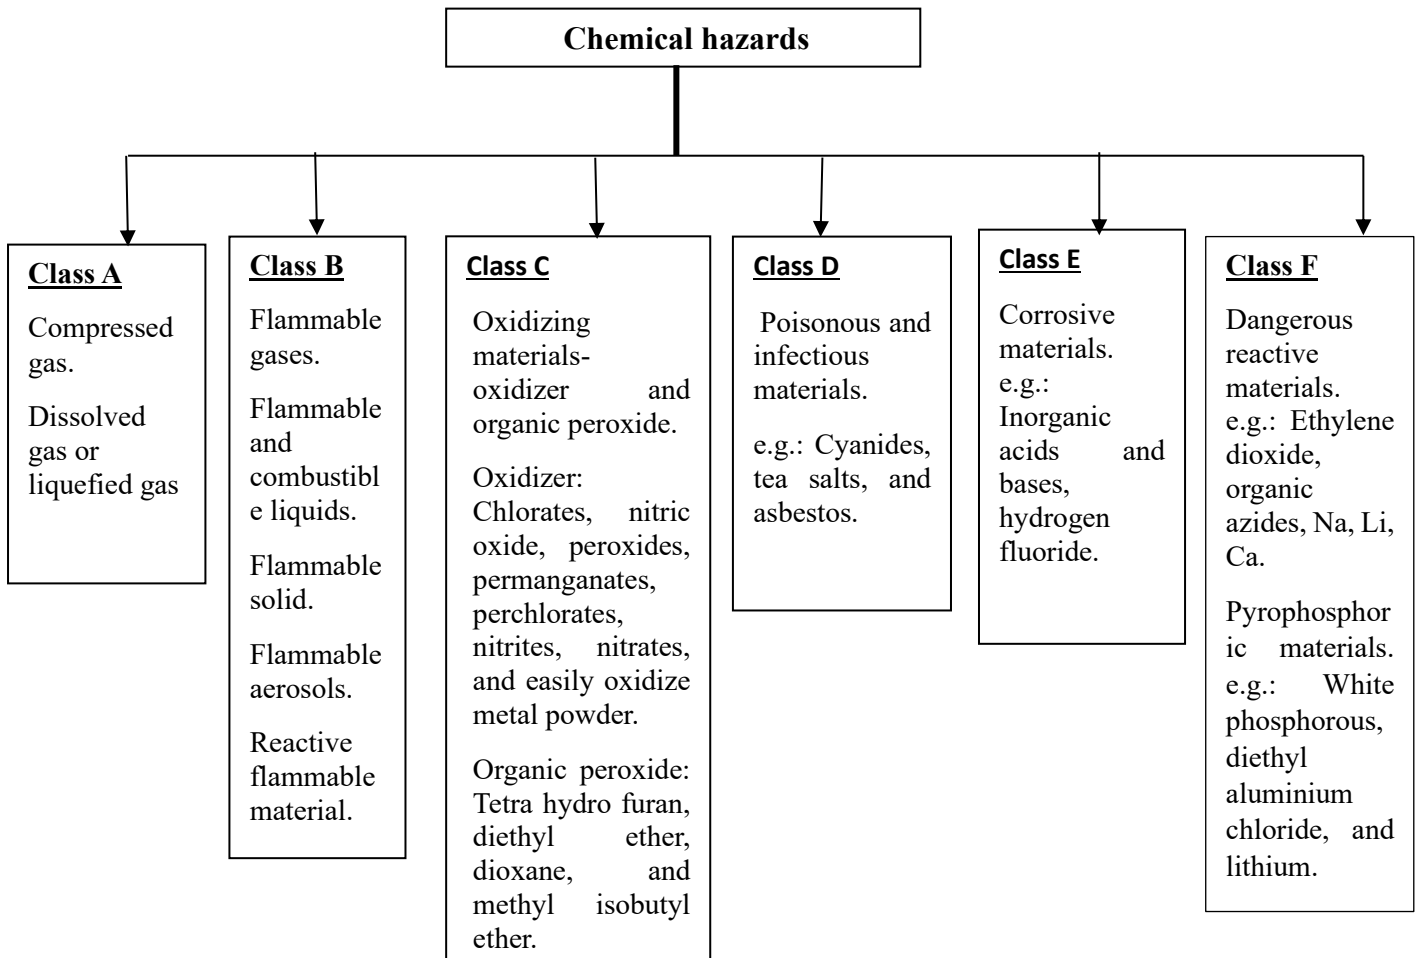 Chemical hazards
Class A
Compressed
gas.
Dissolved
gas or
liquefied gas
Class B
Flammable
gases.
Flammable
and
combustibl
e liquids.
Flammable
solid.
Flammable
aerosols.
Reactive
flammable
material.
Class C
Oxidizing
materials-
oxidizer and
organic peroxide.
Oxidizer:
Chlorates, nitric
oxide, peroxides,
permanganates,
perchlorates,
nitrites, nitrates,
and easily oxidize
metal powder.
Organic peroxide:
Tetra hydro furan,
diethyl ether,
dioxane, and
methyl isobutyl
ether.
Class D
Poisonous and
infectious
materials.
e.g.: Cyanides,
tea salts, and
asbestos.
Class E
Corrosive
materials.
e.g.:
Inorganic
acids and
bases,
hydrogen
fluoride.
Class F
Dangerous
reactive
materials.
e.g.: Ethylene
dioxide,
organic
azides, Na, Li,
Ca.
Pyrophosphor
ic materials.
e.g.: White
phosphorous,
diethyl
aluminium
chloride, and
lithium.